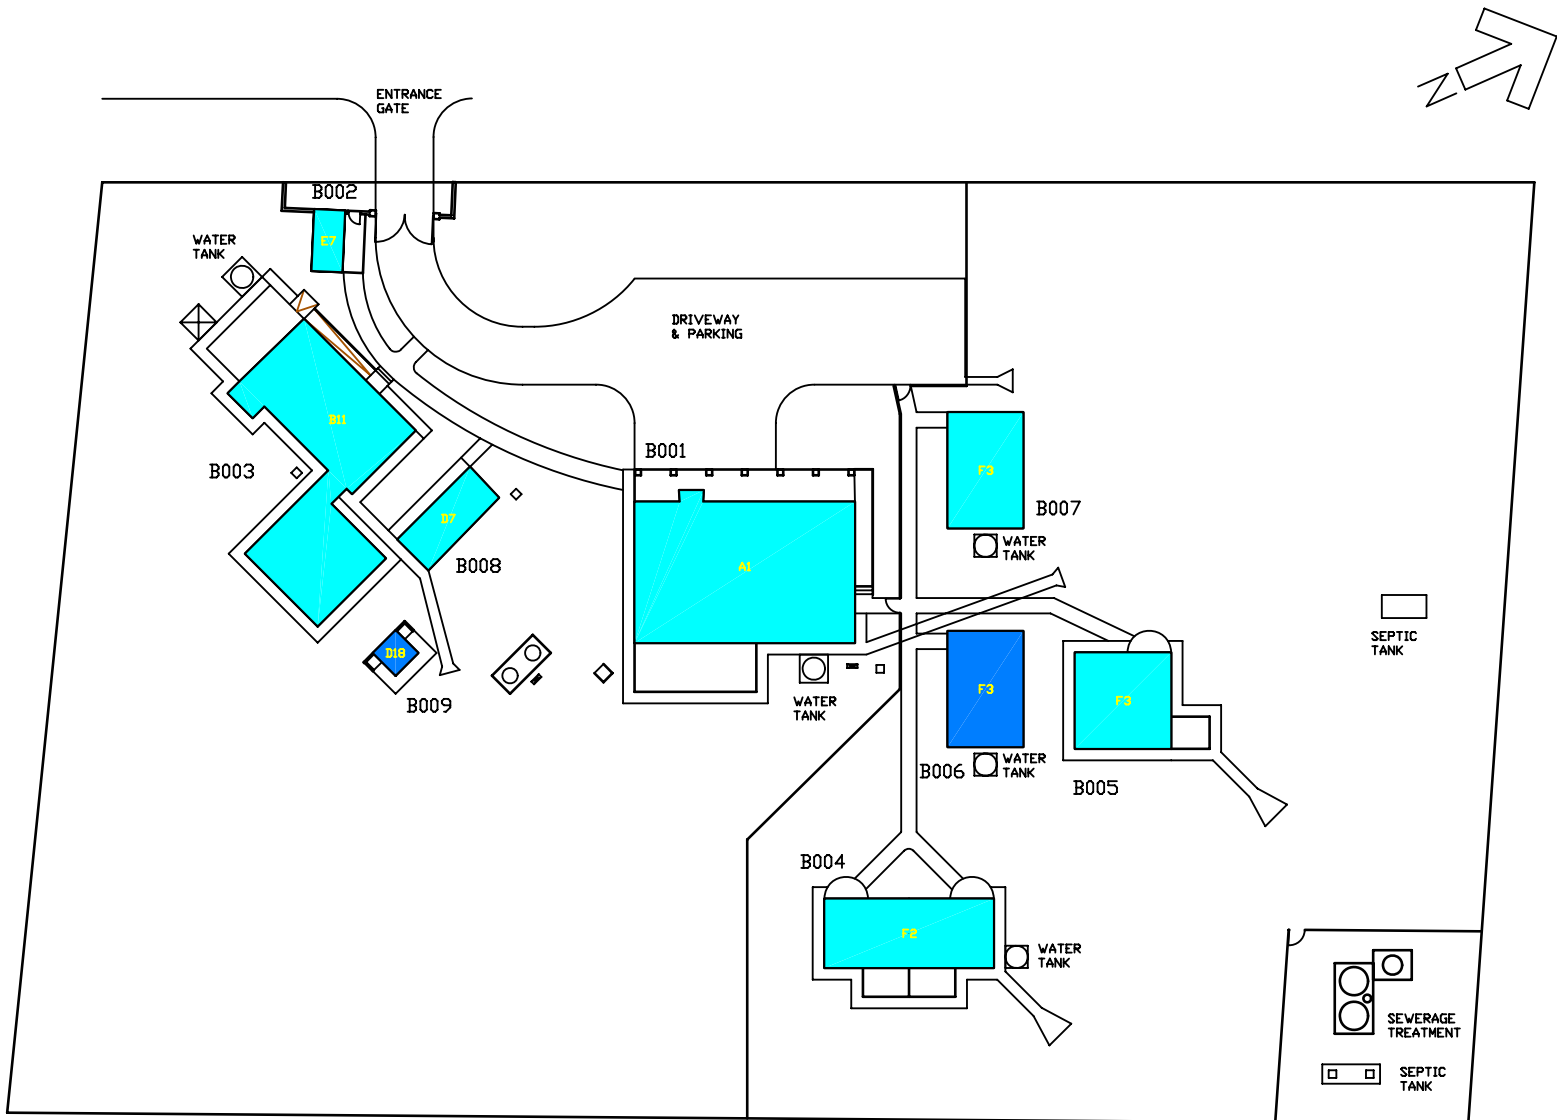 ENTRANCE
GATE
N
B002
E7
WATER
TANK
DRIVEWAY
& PARKING
B11
B003
B001
F3
B007
D7
WATER
TANK
B008
A1
SEPTIC
TANK
D18
F3
F3
B009
WATER
TANK
B006
WATER
TANK
B005
B004
F2
WATER
TANK
SEWERAGE
TREATMENT
SEPTIC
TANK